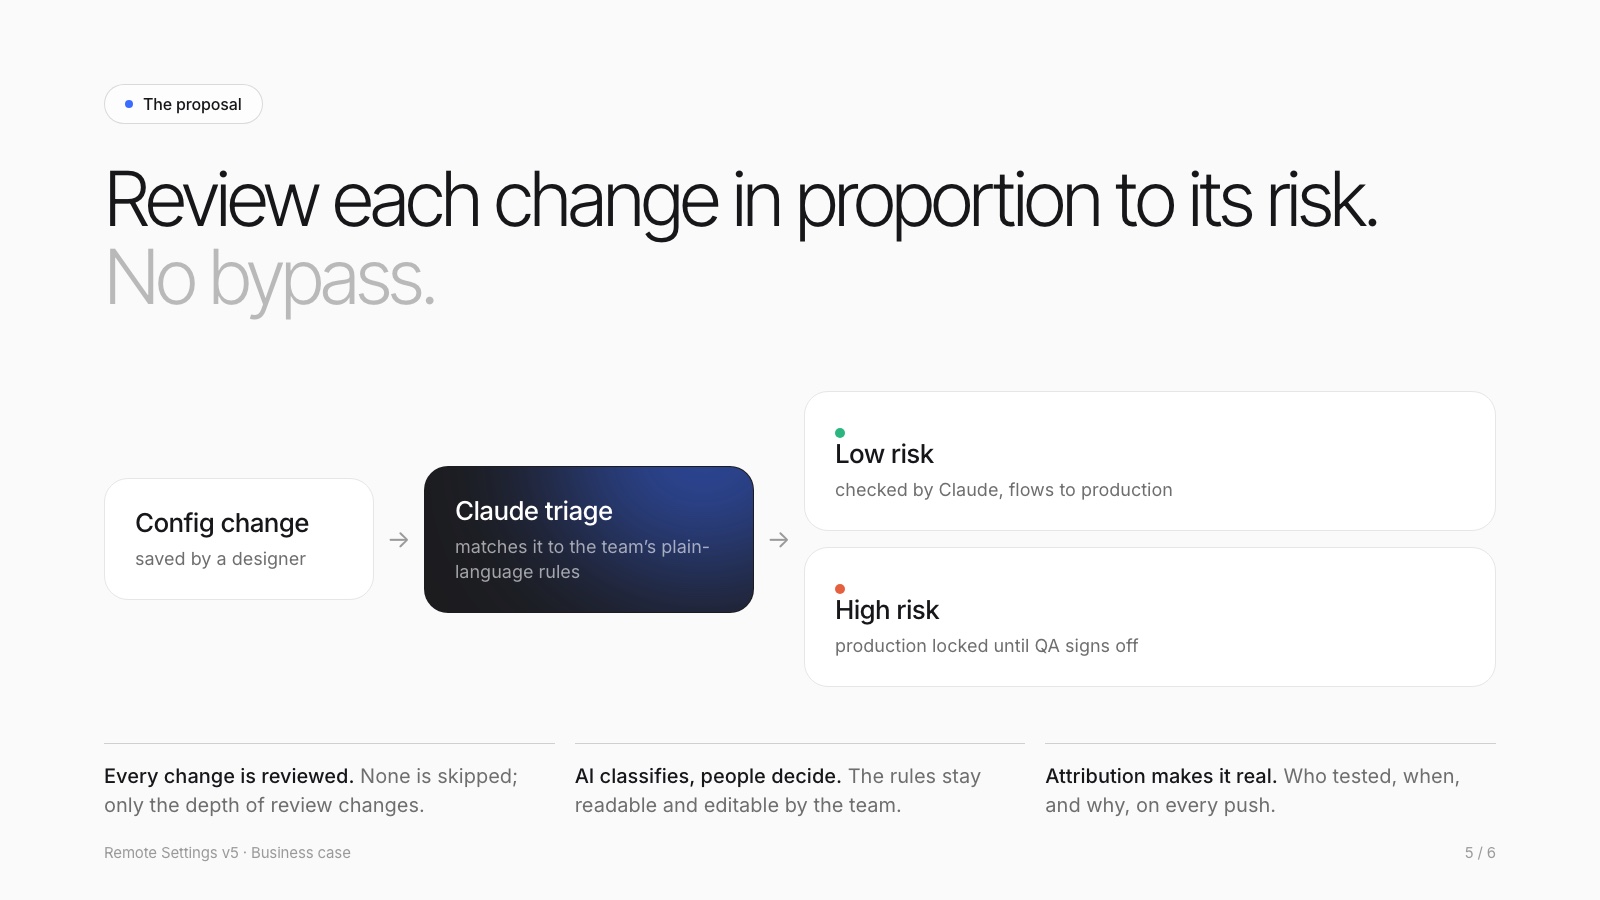 The proposal
Review each change in proportion to its risk.
No bypass.
Config change
saved by a designer
→
Claude triage
matches it to the team’s plain-
language rules
→
Low risk
checked by Claude, flows to production
High risk
production locked until QA signs off
Every change is reviewed. None is skipped;
only the depth of review changes.
AI classifies, people decide. The rules stay
readable and editable by the team.
Attribution makes it real. Who tested, when,
and why, on every push.
Remote Settings v5 · Business case
5 / 6